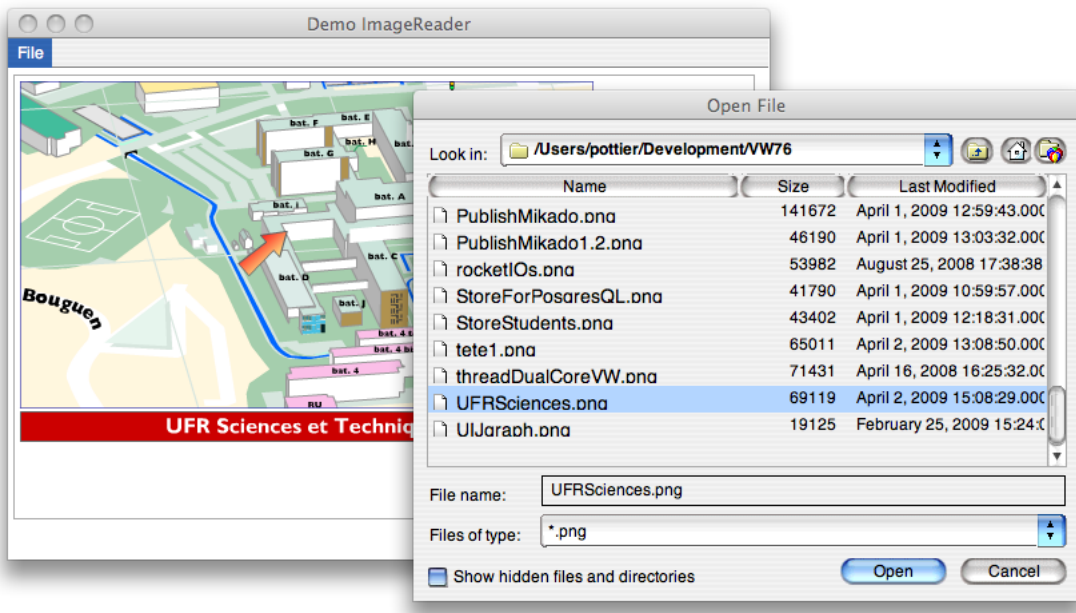 Demo ImageReader
File
bat. F
bat. E
bat. H
bat.
bat. G
bat. A
bat. i
bat. C
bat. D
bat. J
Bouguen
bat. 4 b
bat. 4
RU
UFR Sciences et Techniq
Open File
Look in: /Users/pottier/Development/VW76
Name Size Last Modified
PublishMikado.png 141672 April 1, 2009 12:59:43.000
PublishMikado1.2.png 46190 April 1, 2009 13:03:32.000
rocketIOs.png 53982 August 25, 2008 17:38:38
StoreForPosgresQL.png 41790 April 1, 2009 10:59:57.000
StoreStudents.png 43402 April 1, 2009 12:18:31.000
tete1.png 65011 April 2, 2009 13:08:50.000
threadDualCoreVW.png 71431 April 16, 2008 16:25:32.00
UFRSciences.png 69119 April 2, 2009 15:08:29.000
UIJgraph.png 19125 February 25, 2009 15:24:0
File name: UFRSciences.png
Files of type: *.png
Show hidden files and directories
Open Cancel